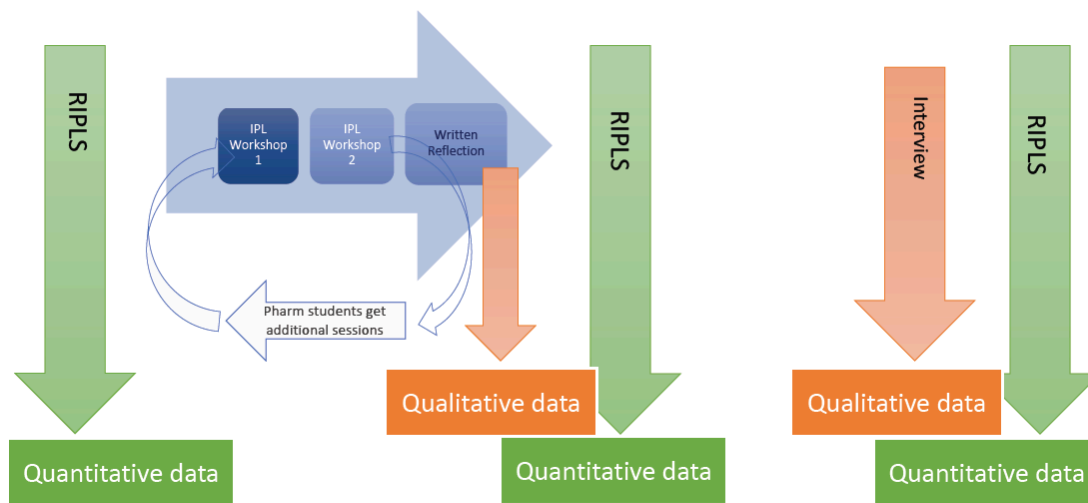 RIPLS
IPL
Workshop
1
IPL
Workshop
2
Written
Reflection
Pharm students get
additional sessions
RIPLS
Interview
RIPLS
Qualitative data
Qualitative data
Quantitative data
Quantitative data
Quantitative data